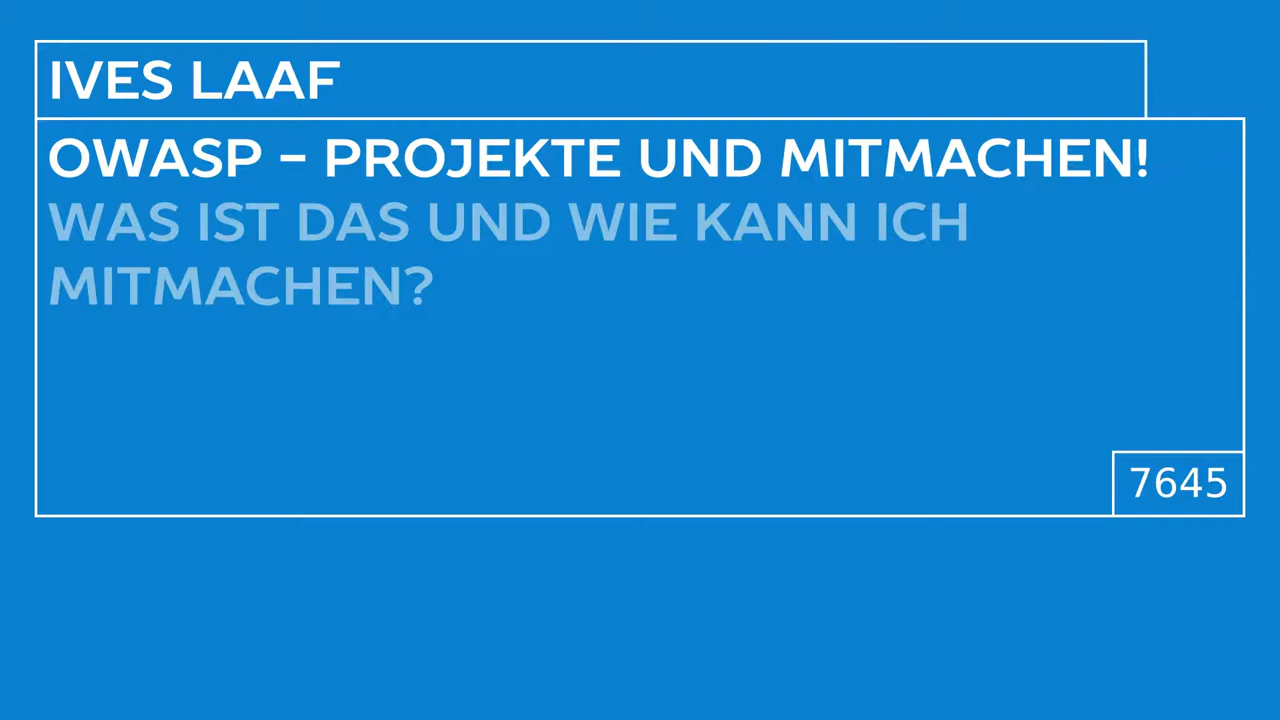 IVES LAAF
OWASP – PROJEKTE UND MITMACHEN!
WAS IST DAS UND WIE KANN ICH
MITMACHEN?
7645